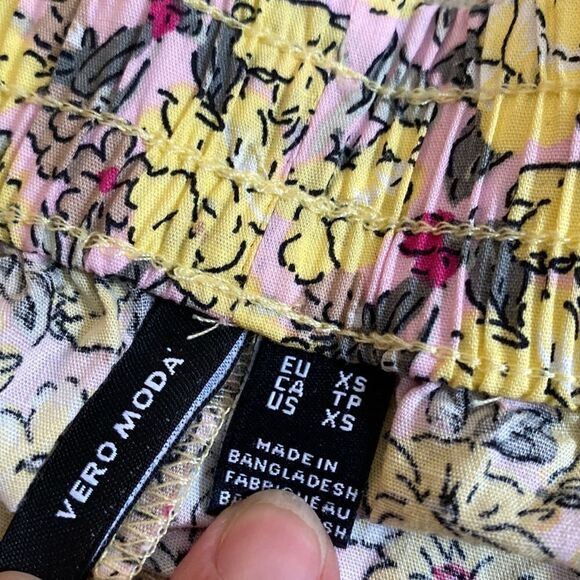 VERO MODA
EU XS
CA TP
US XS
MADE IN
BANGLADESH
FABRIQUÉ AU